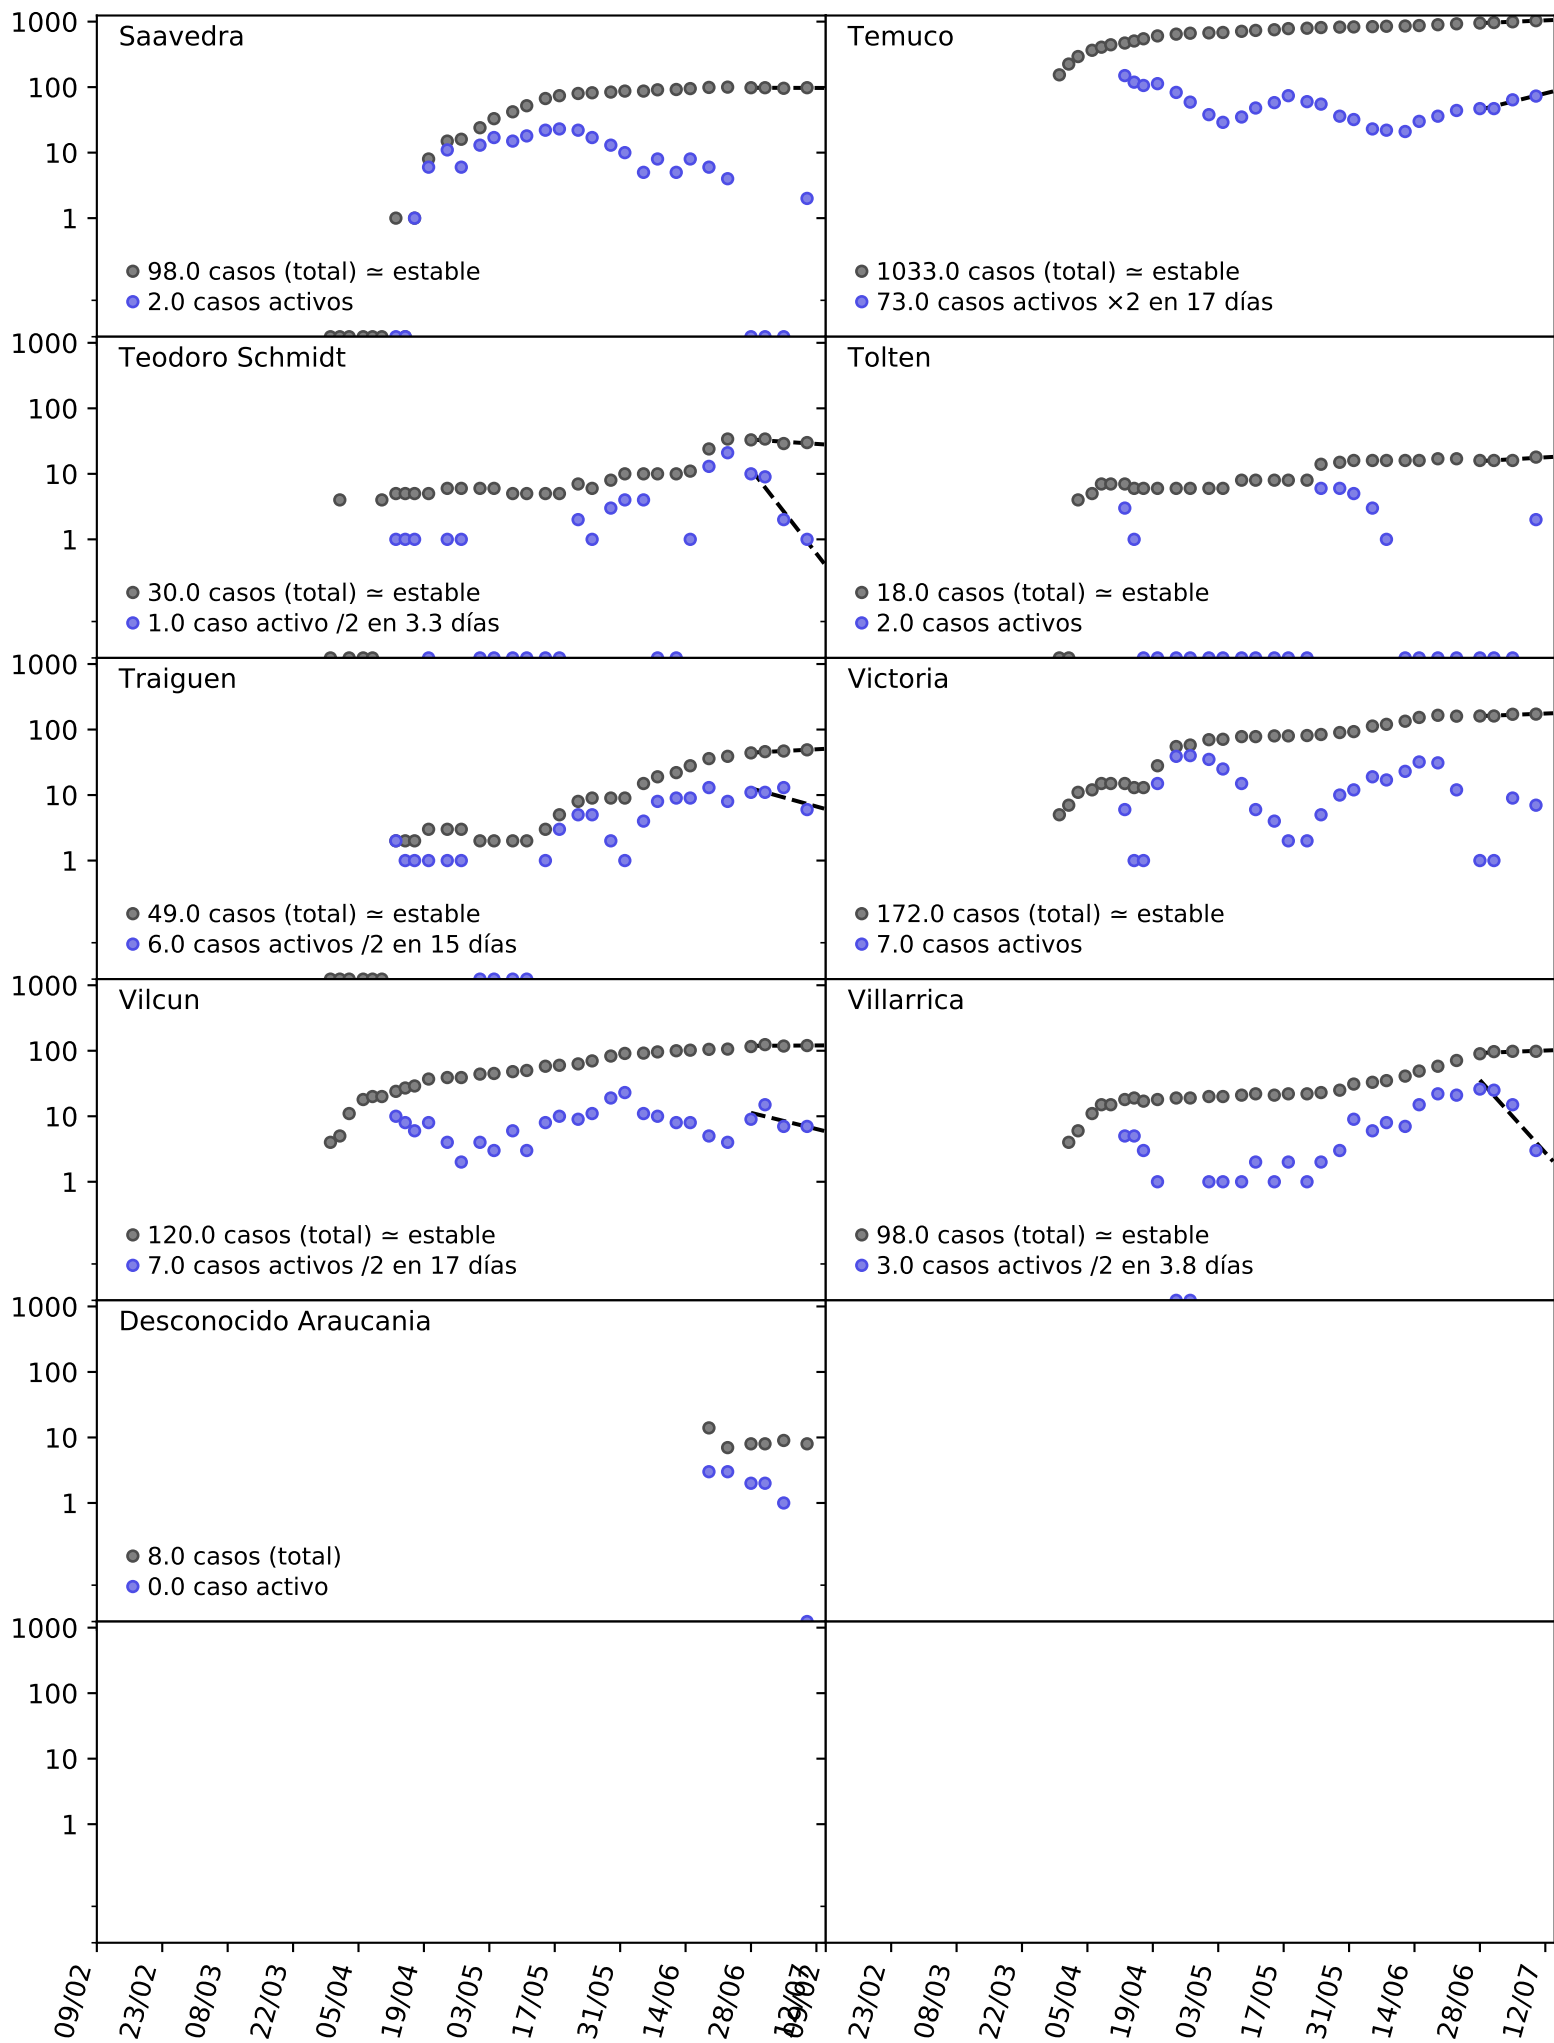 Saavedra
1000
100
10
1
98.0 casos (total) ≃ estable
2.0 casos activos
Temuco
1033.0 casos (total) ≃ estable
73.0 casos activos ×2 en 17 días
Teodoro Schmidt
1000
100
10
1
30.0 casos (total) ≃ estable
1.0 caso activo /2 en 3.3 días
Tolten
18.0 casos (total) ≃ estable
2.0 casos activos
Traiguen
1000
100
10
1
49.0 casos (total) ≃ estable
6.0 casos activos /2 en 15 días
Victoria
172.0 casos (total) ≃ estable
7.0 casos activos
Vilcun
1000
100
10
1
120.0 casos (total) ≃ estable
7.0 casos activos /2 en 17 días
Villarrica
98.0 casos (total) ≃ estable
3.0 casos activos /2 en 3.8 días
Desconocido Araucania
1000
100
10
1
8.0 casos (total)
0.0 caso activo
1000
100
10
1
09/02
23/02
08/03
22/03
05/04
19/04
03/05
17/05
31/05
14/06
28/06
12/07
09/02
23/02
08/03
22/03
05/04
19/04
03/05
17/05
31/05
14/06
28/06
12/07